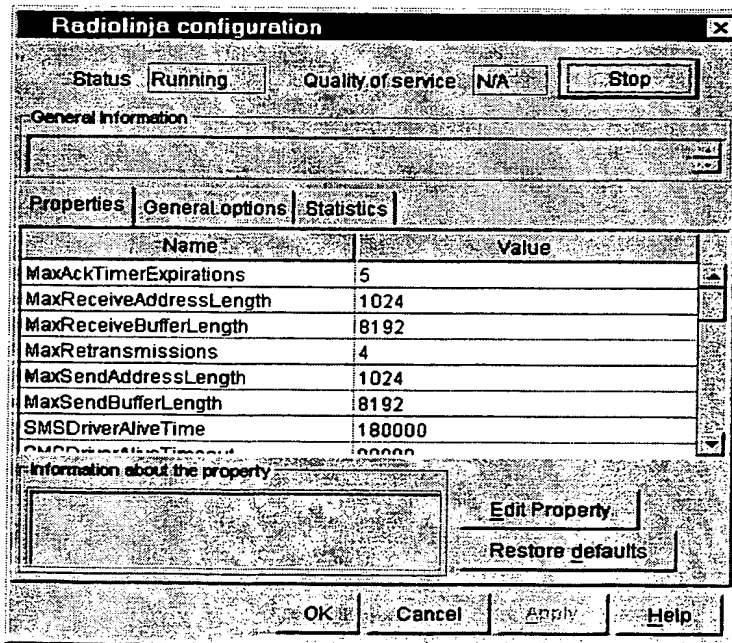 Radiolinja configuration
Status Running Quality of service N/A Stop
General Information
Properties General options Statistics
Name Value
MaxAckTimerExpirations 5
MaxReceiveAddressLength 1024
MaxReceiveBufferLength 8192
MaxRetransmissions 4
MaxSendAddressLength 1024
MaxSendBufferLength 8192
SMSDriverAliveTime 180000
Information about the property
Edit Property
Restore defaults
OK Cancel Apply Help